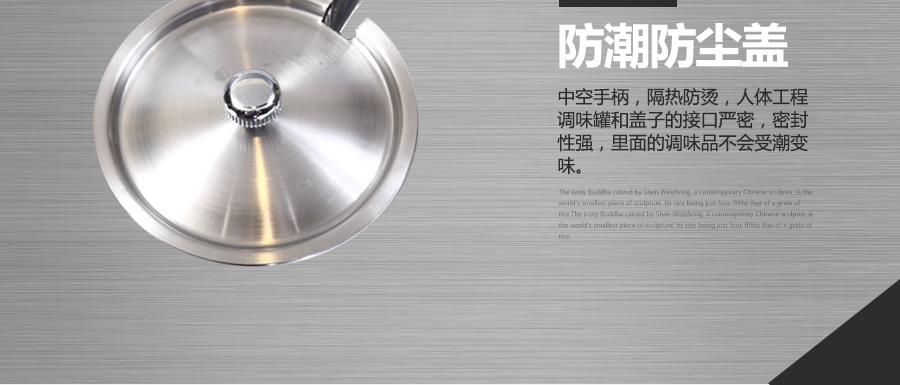 防潮防尘盖
中空手柄，隔热防烫，人体工程
调味罐和盖子的接口严密，密封
性强，里面的调味品不会受潮变
味。
The Ivory Buddha carved by Shen Weizhong, a contemporary Chinese sculptor, is the
world's smallest piece of sculpture, its size being just four fifths that of a grain of
rice.The Ivory Buddha carved by Shen Weizhong, a contemporary Chinese sculptor, is
the world's smallest piece of sculpture, its size being just four fifths that of a grain of
rice.